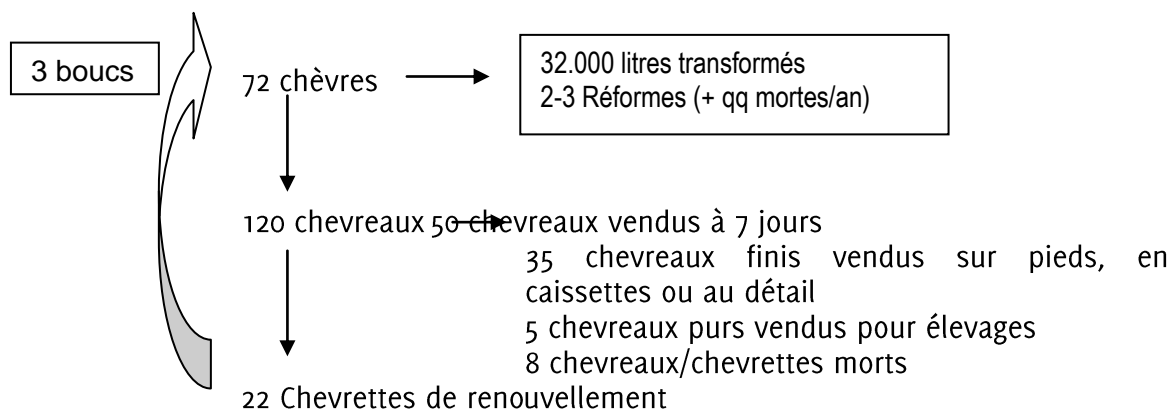 3 boucs
72 chèvres
32.000 litres transformés
2-3 Réformes (+ qq mortes/an)
120 chevreaux 50 chevreaux vendus à 7 jours
35 chevreaux finis vendus sur pieds, en
caissettes ou au détail
5 chevreaux purs vendus pour élevages
8 chevreaux/chevrettes morts
22 Chevrettes de renouvellement